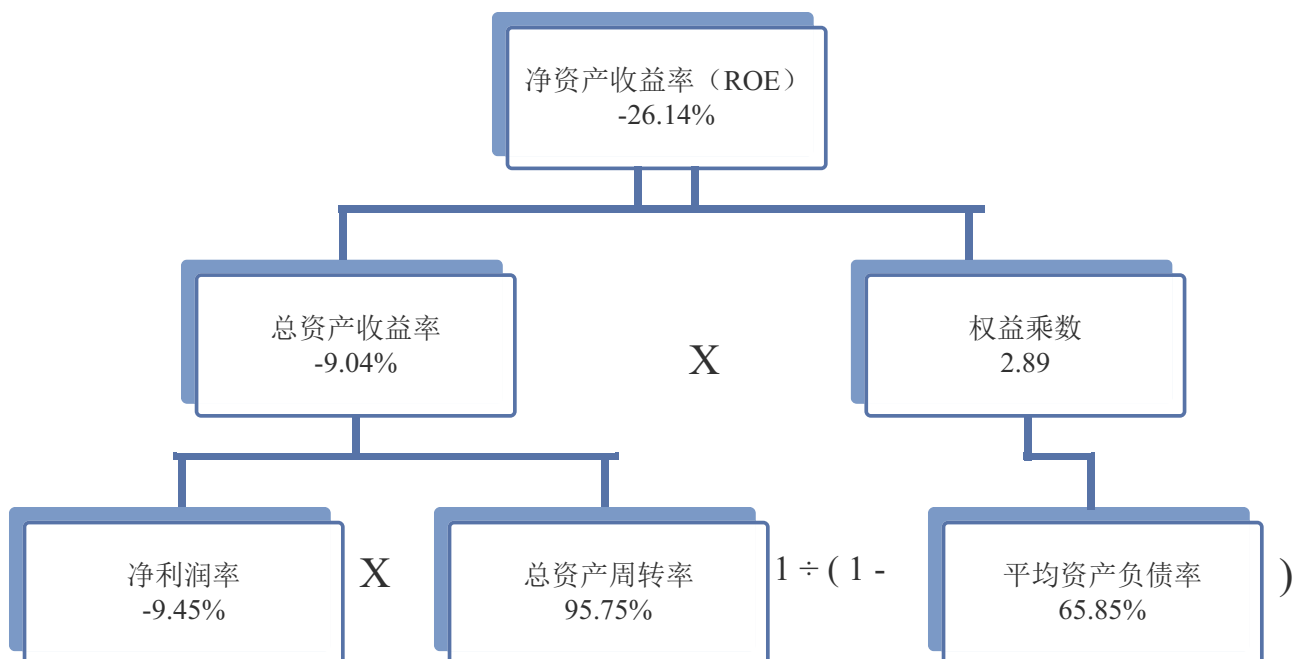 净资产收益率（ROE）
-26.14%
总资产收益率
-9.04%
X
权益乘数
2.89
净利润率
-9.45%
X
总资产周转率
95.75%
1 ÷ ( 1 -
平均资产负债率
65.85%
)